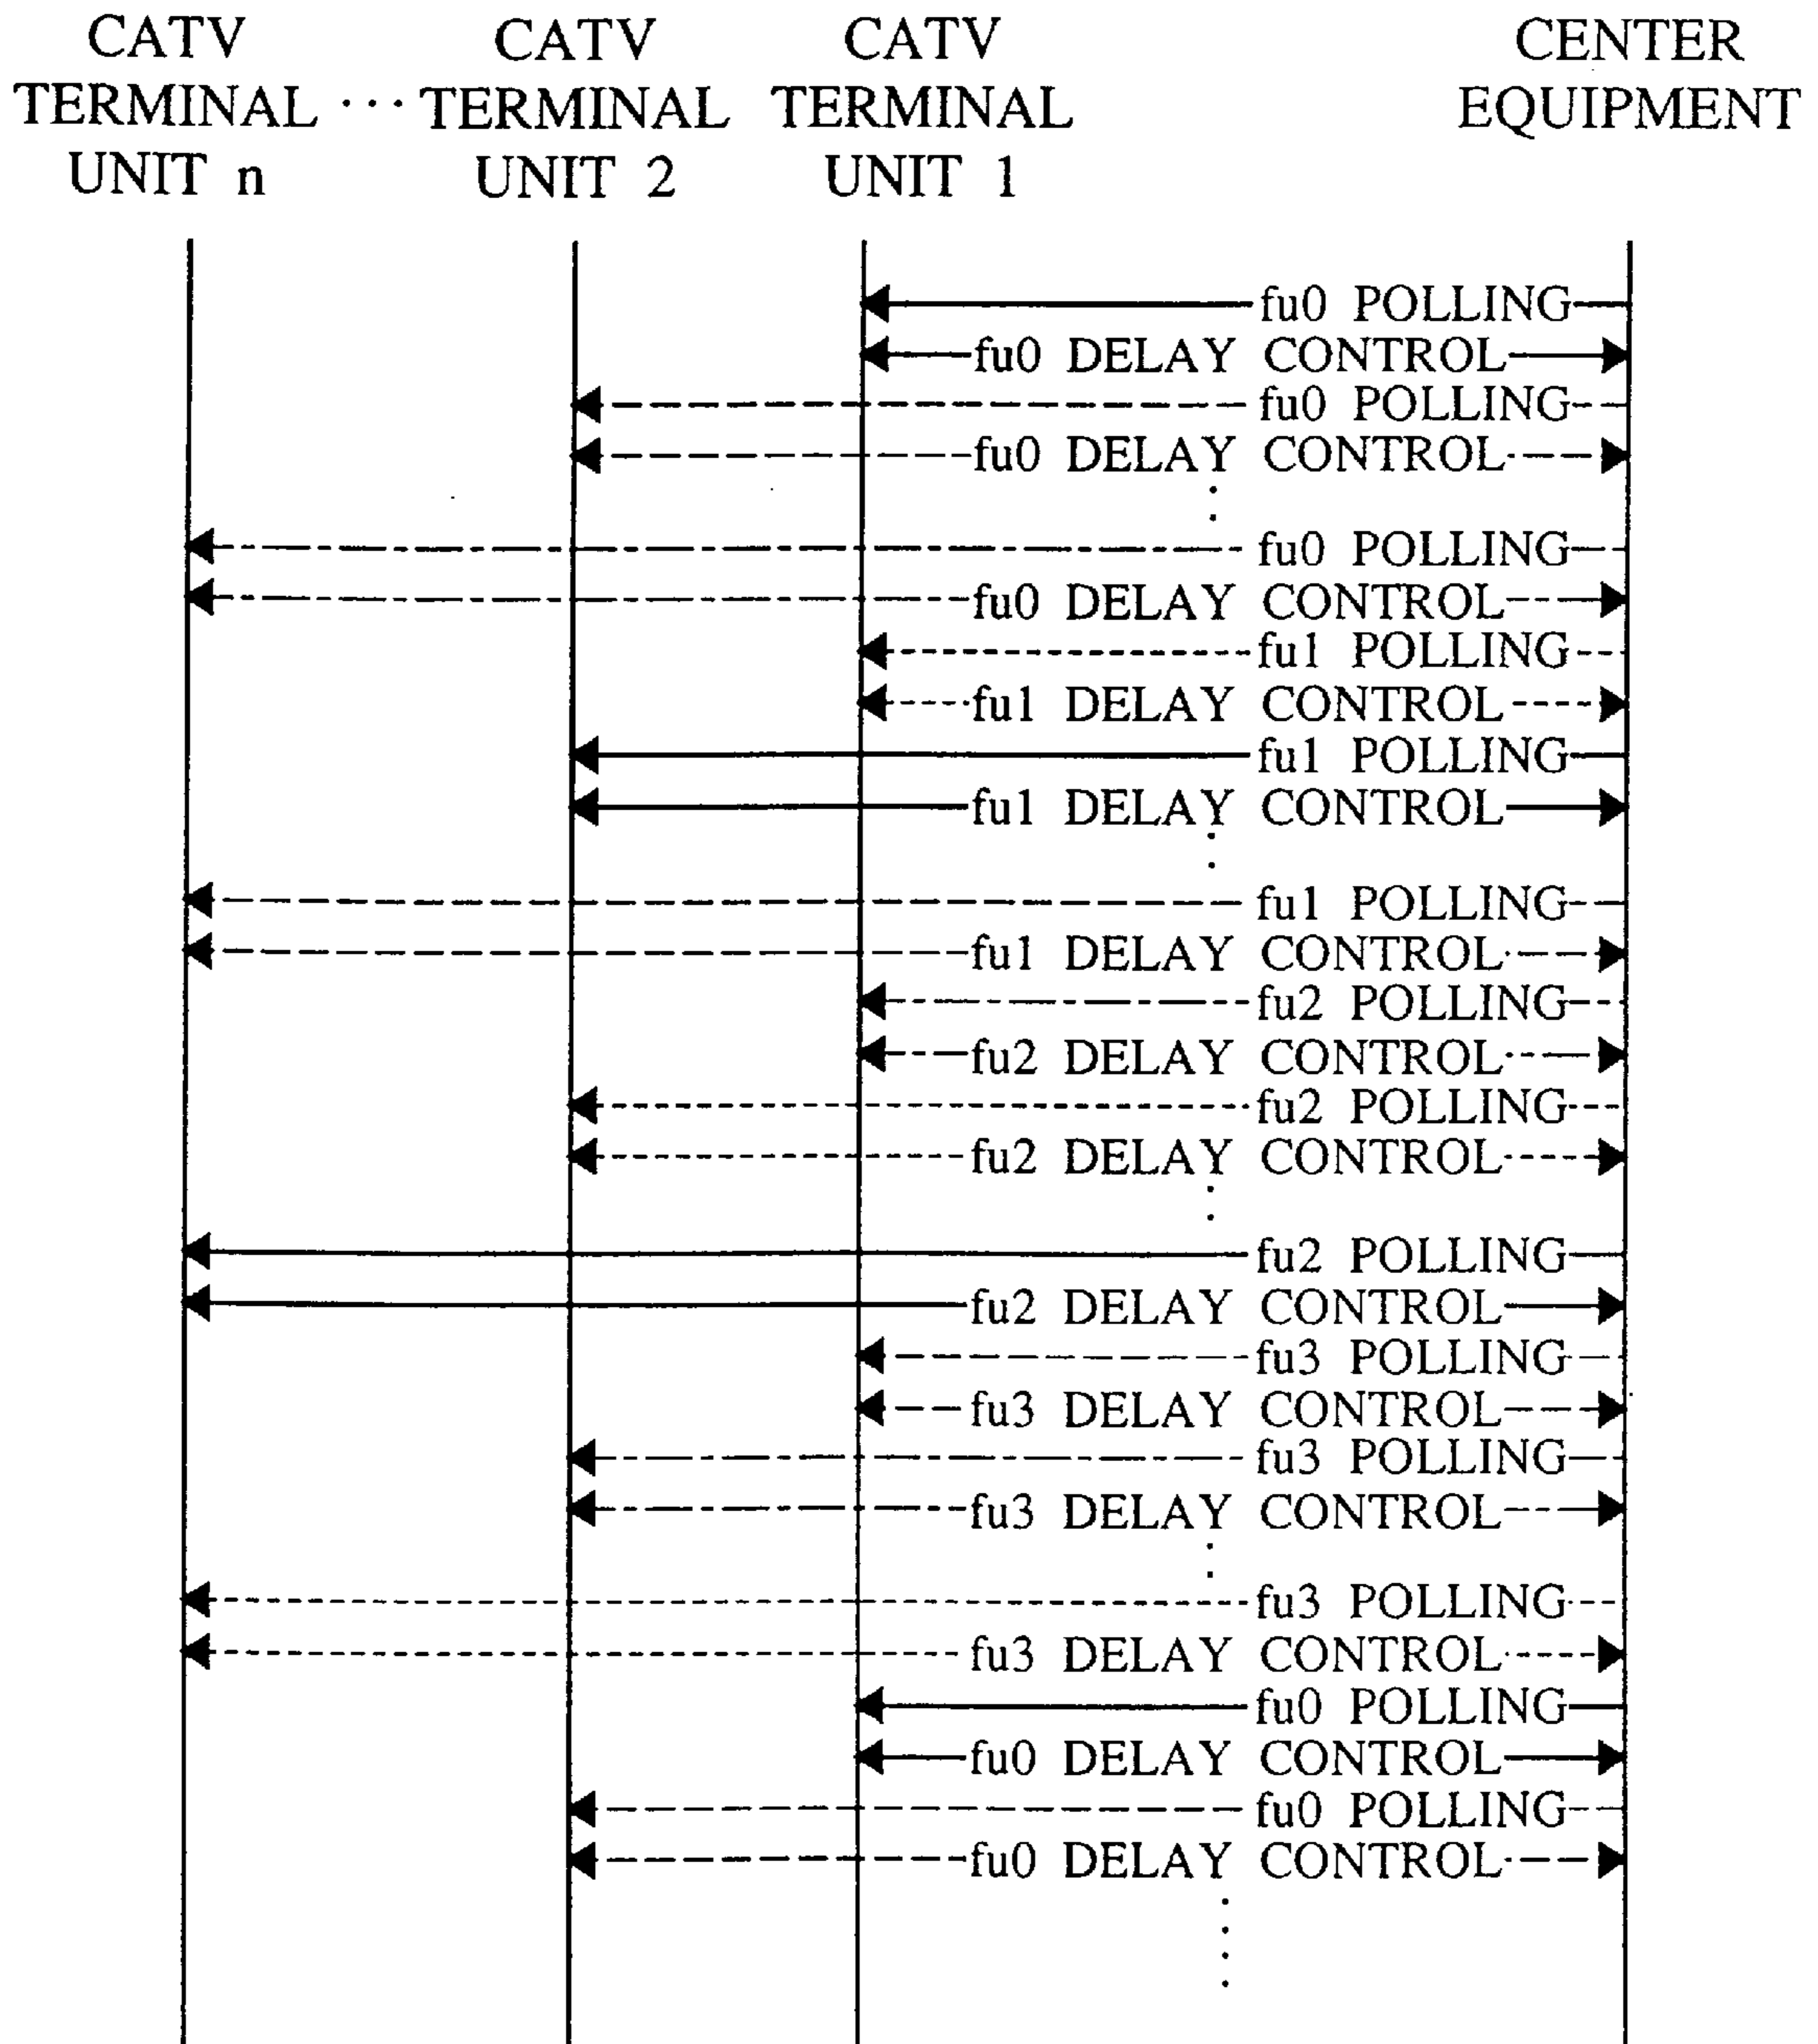 CATV
TERMINAL
UNIT n
...
CATV
TERMINAL
UNIT 2
CATV
TERMINAL
UNIT 1
CENTER
EQUIPMENT
fu0 POLLING
fu0 DELAY CONTROL
fu0 POLLING
fu0 DELAY CONTROL
fu0 POLLING
fu0 DELAY CONTROL
fu1 POLLING
fu1 DELAY CONTROL
fu1 POLLING
fu1 DELAY CONTROL
fu1 POLLING
fu1 DELAY CONTROL
fu2 POLLING
fu2 DELAY CONTROL
fu2 POLLING
fu2 DELAY CONTROL
fu2 POLLING
fu2 DELAY CONTROL
fu3 POLLING
fu3 DELAY CONTROL
fu3 POLLING
fu3 DELAY CONTROL
fu3 POLLING
fu3 DELAY CONTROL
fu0 POLLING
fu0 DELAY CONTROL
fu0 POLLING
fu0 DELAY CONTROL